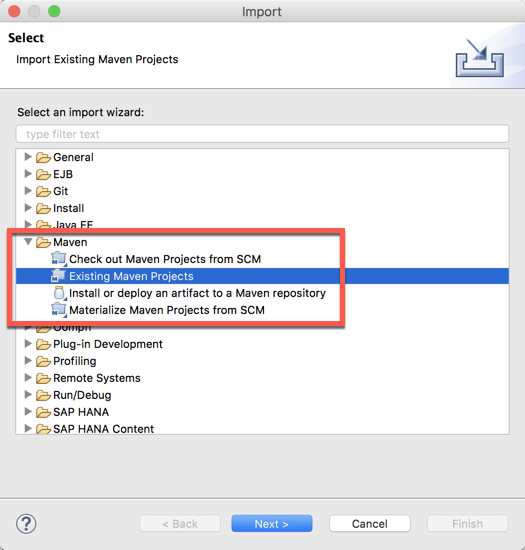 Import
Select
Import Existing Maven Projects
Select an import wizard:
type filter text
General
EJB
Git
Install
Java EE
Maven
Check out Maven Projects from SCM
Existing Maven Projects
Install or deploy an artifact to a Maven repository
Materialize Maven Projects from SCM
Oomph
Plug-in Development
Profiling
Remote Systems
Run/Debug
SAP HANA
SAP HANA Content
? < Back Next > Cancel Finish